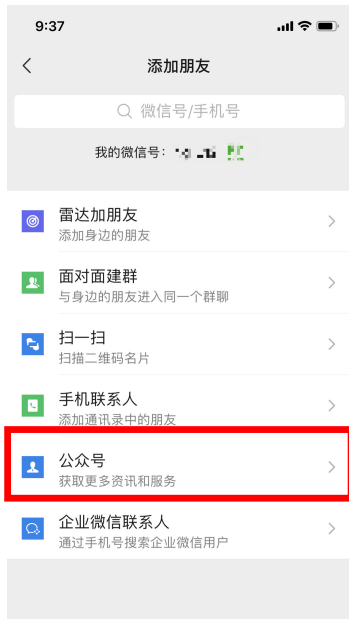 9:37
添加朋友
微信号/手机号
我的微信号:
雷达加朋友
添加身边的朋友
面对面建群
与身边的朋友进入同一个群聊
扫一扫
扫描二维码名片
手机联系人
添加通讯录中的朋友
公众号
获取更多资讯和服务
企业微信联系人
通过手机号搜索企业微信用户